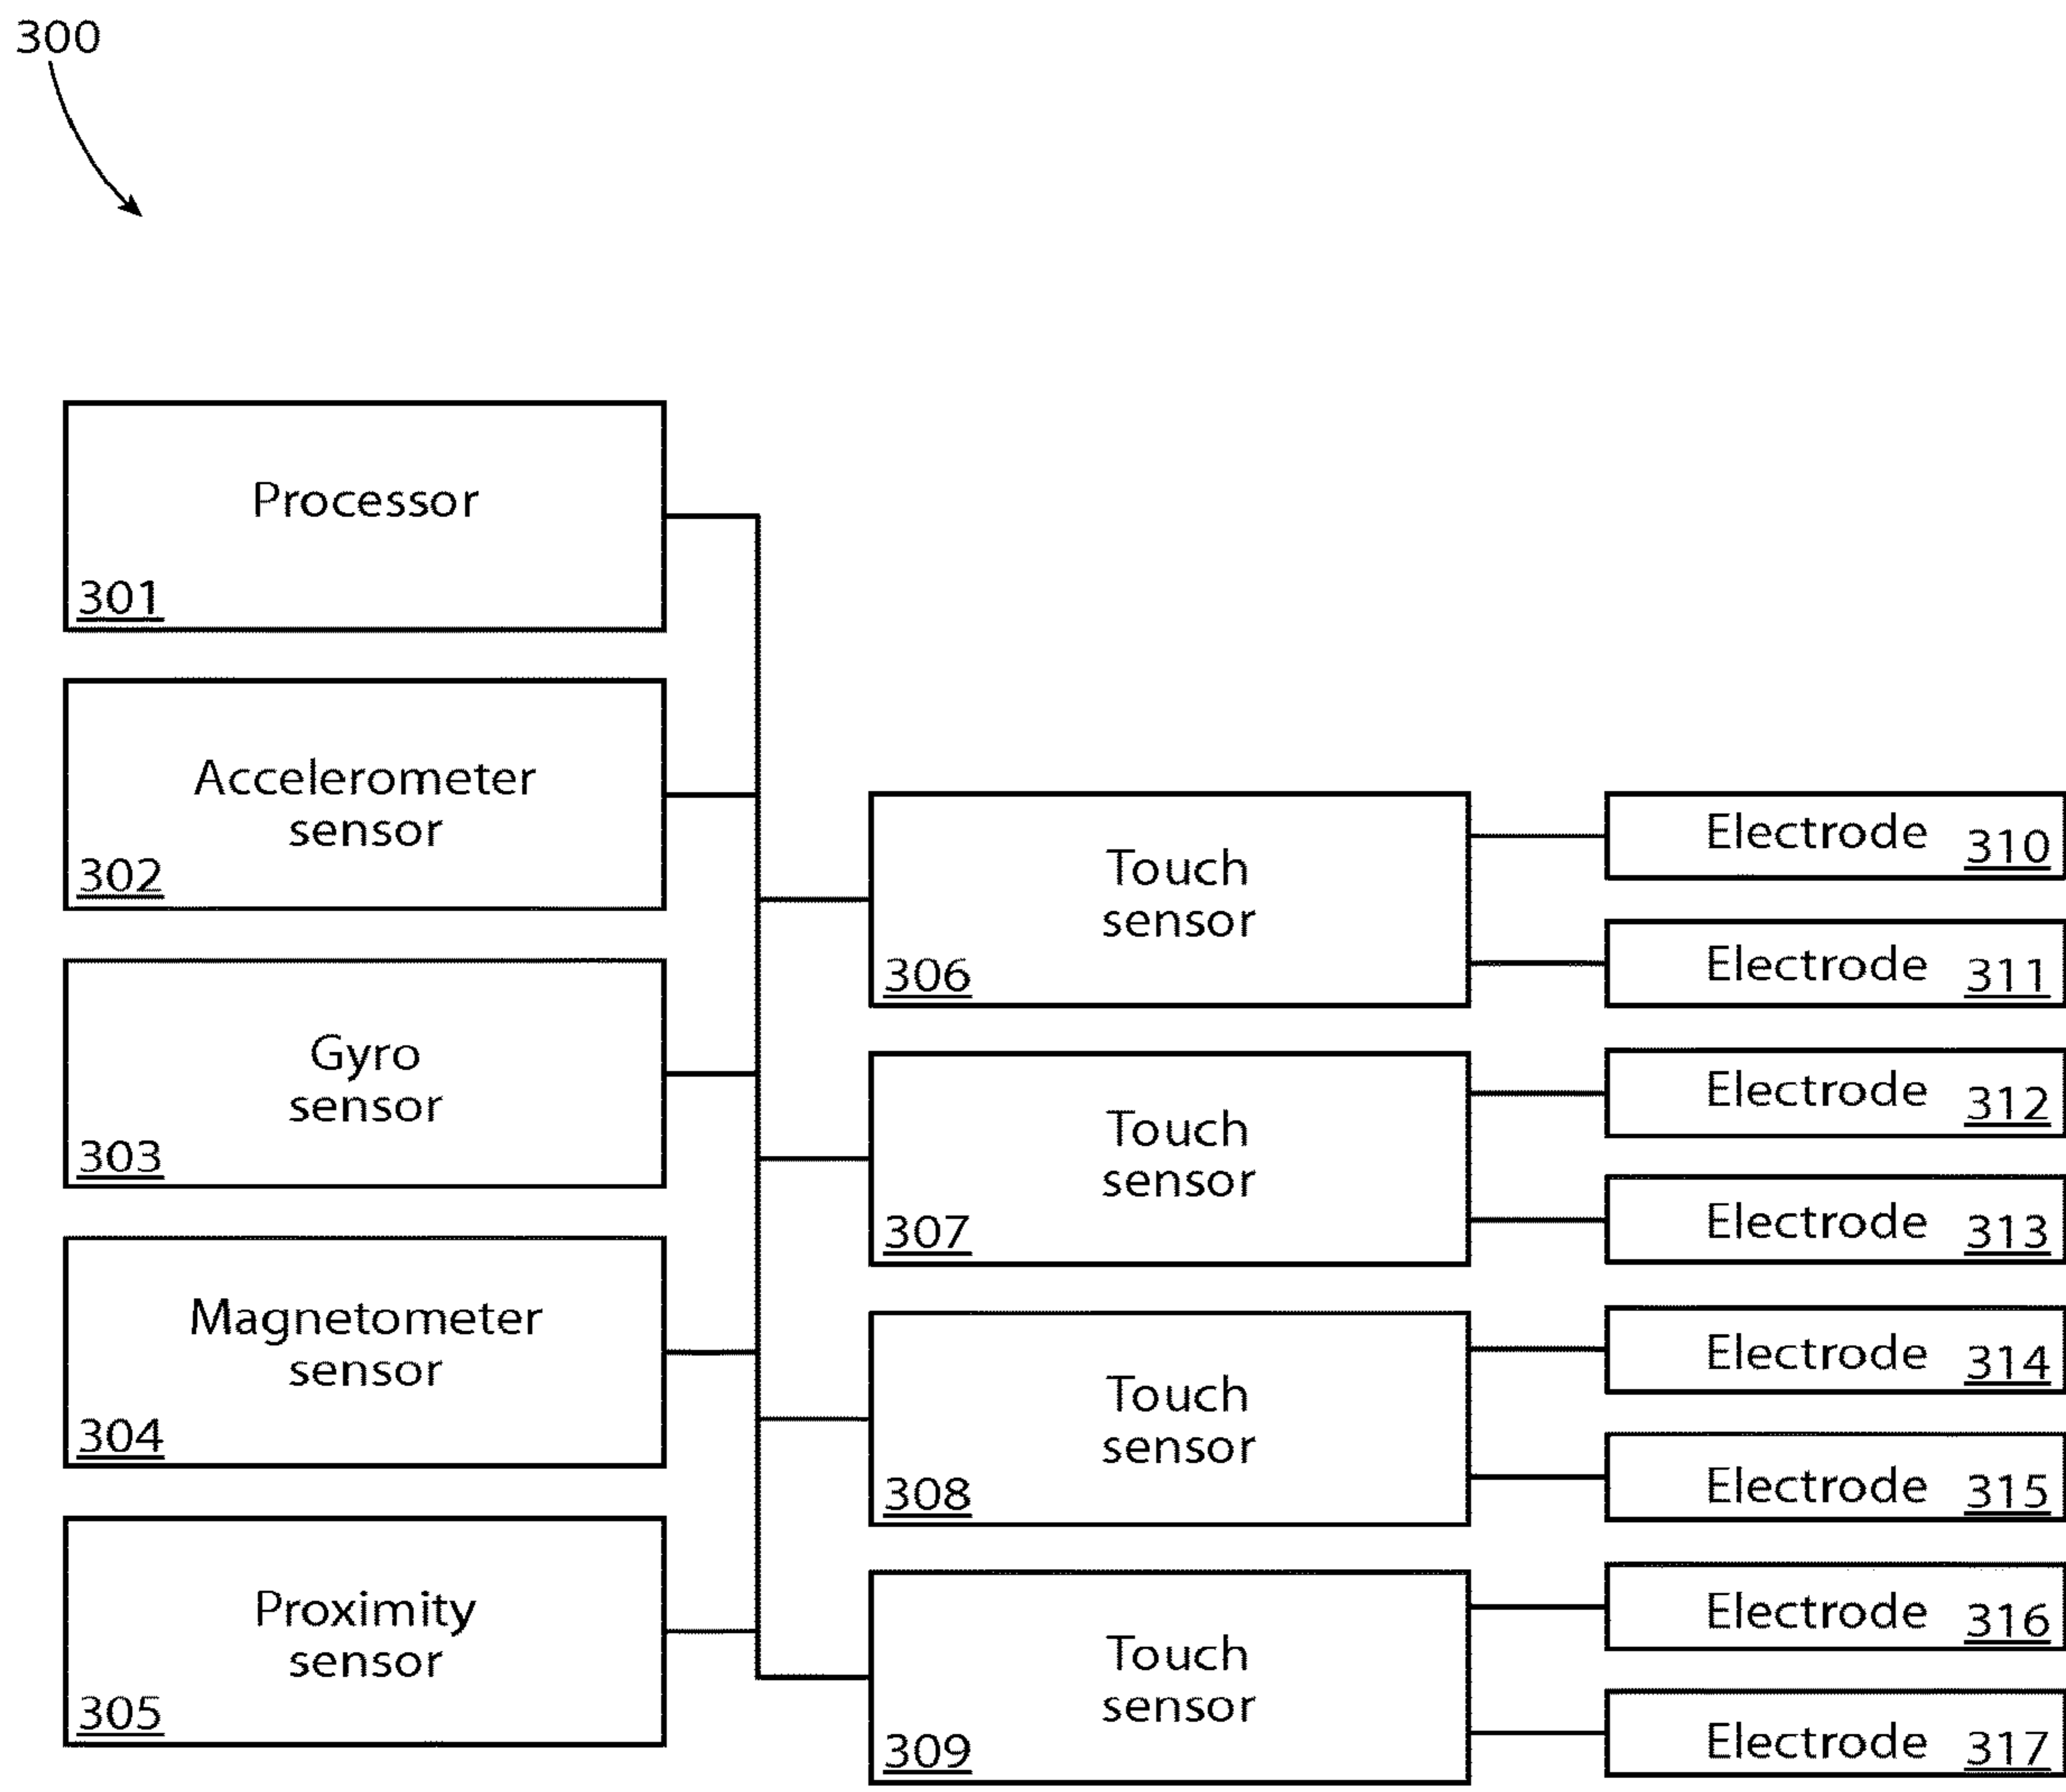 300
Processor
301
Accelerometer
sensor
302
Gyro
sensor
303
Magnetometer
sensor
304
Proximity
sensor
305
Touch
sensor
306
Touch
sensor
307
Touch
sensor
308
Touch
sensor
309
Electrode 310
Electrode 311
Electrode 312
Electrode 313
Electrode 314
Electrode 315
Electrode 316
Electrode 317